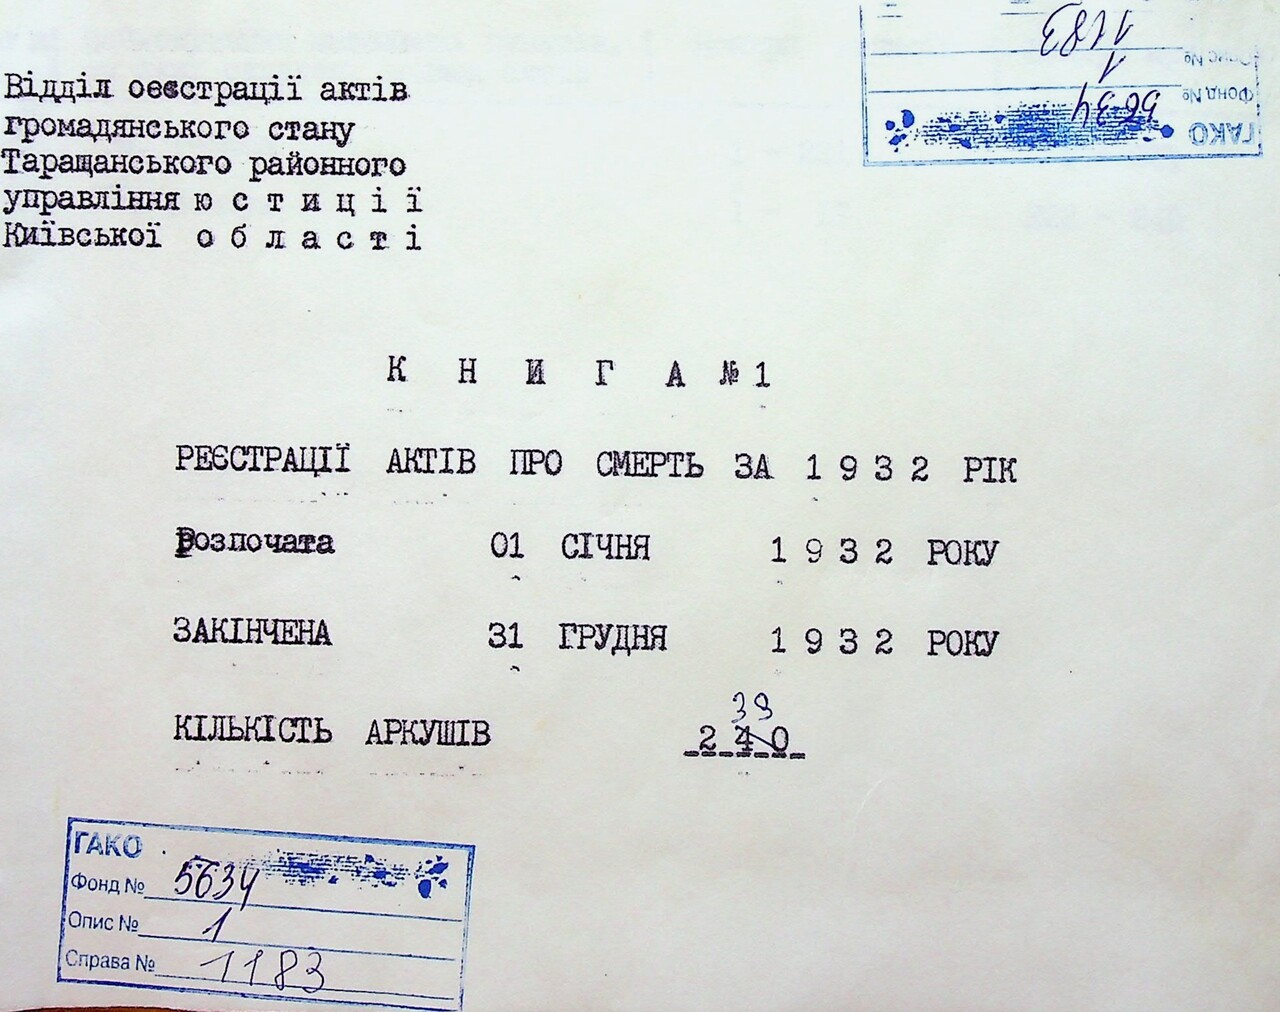 Відділ оеєстрації актів
громадянського стану
Таращанського районного
управління ю с т и ц і ї
Київської о б л а с т і
ГАКО
Фонд № 5634
Опис № 1
1183
К Н И Г А №1
РЕЄСТРАЦІЇ АКТІВ ПРО СМЕРТЬ ЗА 1 9 3 2 РІК
Розпочата 01 СІЧНЯ 1 9 3 2 РОКУ
ЗАКІНЧЕНА 31 ГРУДНЯ 1 9 3 2 РОКУ
39
КІЛЬКІСТЬ АРКУШІВ 2 4 0
ГАКО
Фонд № 5634
Опис № 1
Справа № 1183